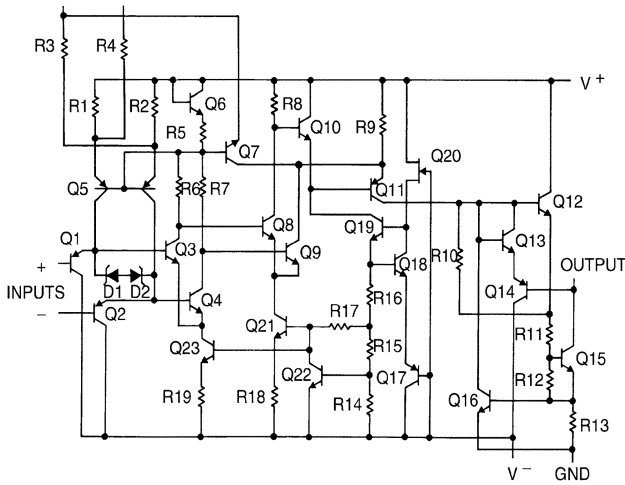 R3
R4
R1
R2
Q6
R8
Q10
R9
V+
R5
Q7
Q20
Q5
R6
R7
Q11
Q12
Q8
Q19
Q1
Q3
Q9
Q18
R10
Q13
+
D1
D2
R16
Q14
OUTPUT
INPUTS
−
Q2
Q4
Q21
R17
R11
Q23
R15
Q15
Q22
Q17
R12
R19
R18
R14
Q16
R13
V−
GND